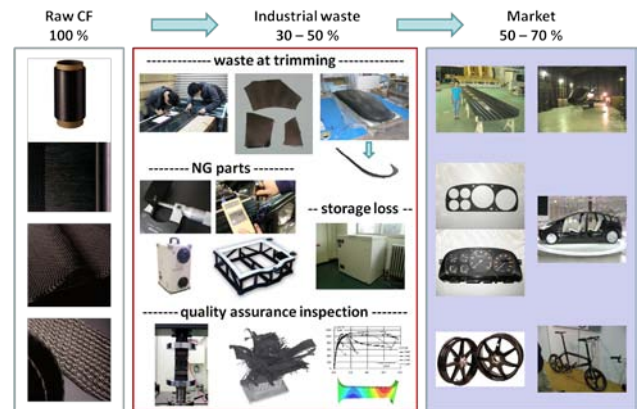 Raw CF
100 %
Industrial waste
30 – 50 %
Market
50 – 70 %
waste at trimming
NG parts
storage loss
quality assurance inspection